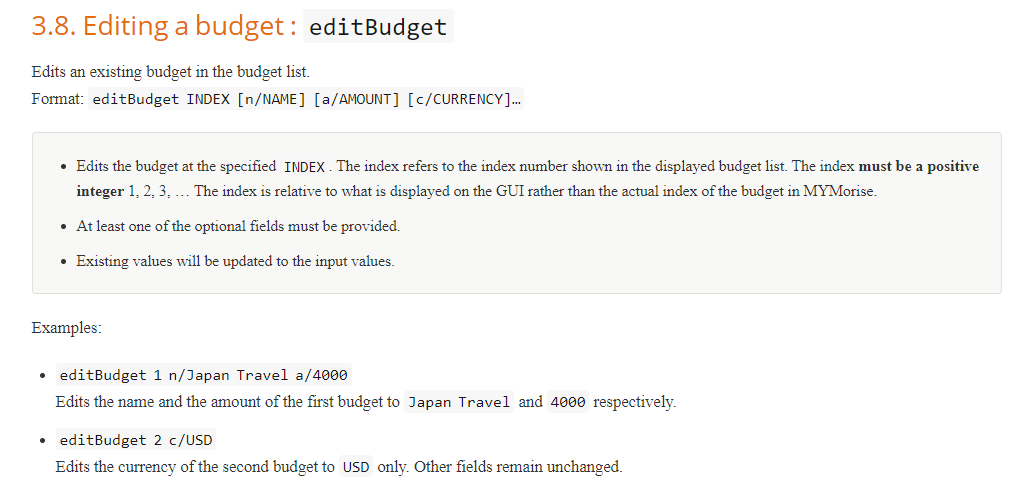 3.8. Editing a budget : editBudget
Edits an existing budget in the budget list.
Format: editBudget INDEX [n/NAME] [a/AMOUNT] [c/CURRENCY]…
• Edits the budget at the specified INDEX . The index refers to the index number shown in the displayed budget list. The index must be a positive
integer 1, 2, 3, … The index is relative to what is displayed on the GUI rather than the actual index of the budget in MYMorise.
• At least one of the optional fields must be provided.
• Existing values will be updated to the input values.
Examples:
• editBudget 1 n/Japan Travel a/4000
Edits the name and the amount of the first budget to Japan Travel and 4000 respectively.
• editBudget 2 c/USD
Edits the currency of the second budget to USD only. Other fields remain unchanged.